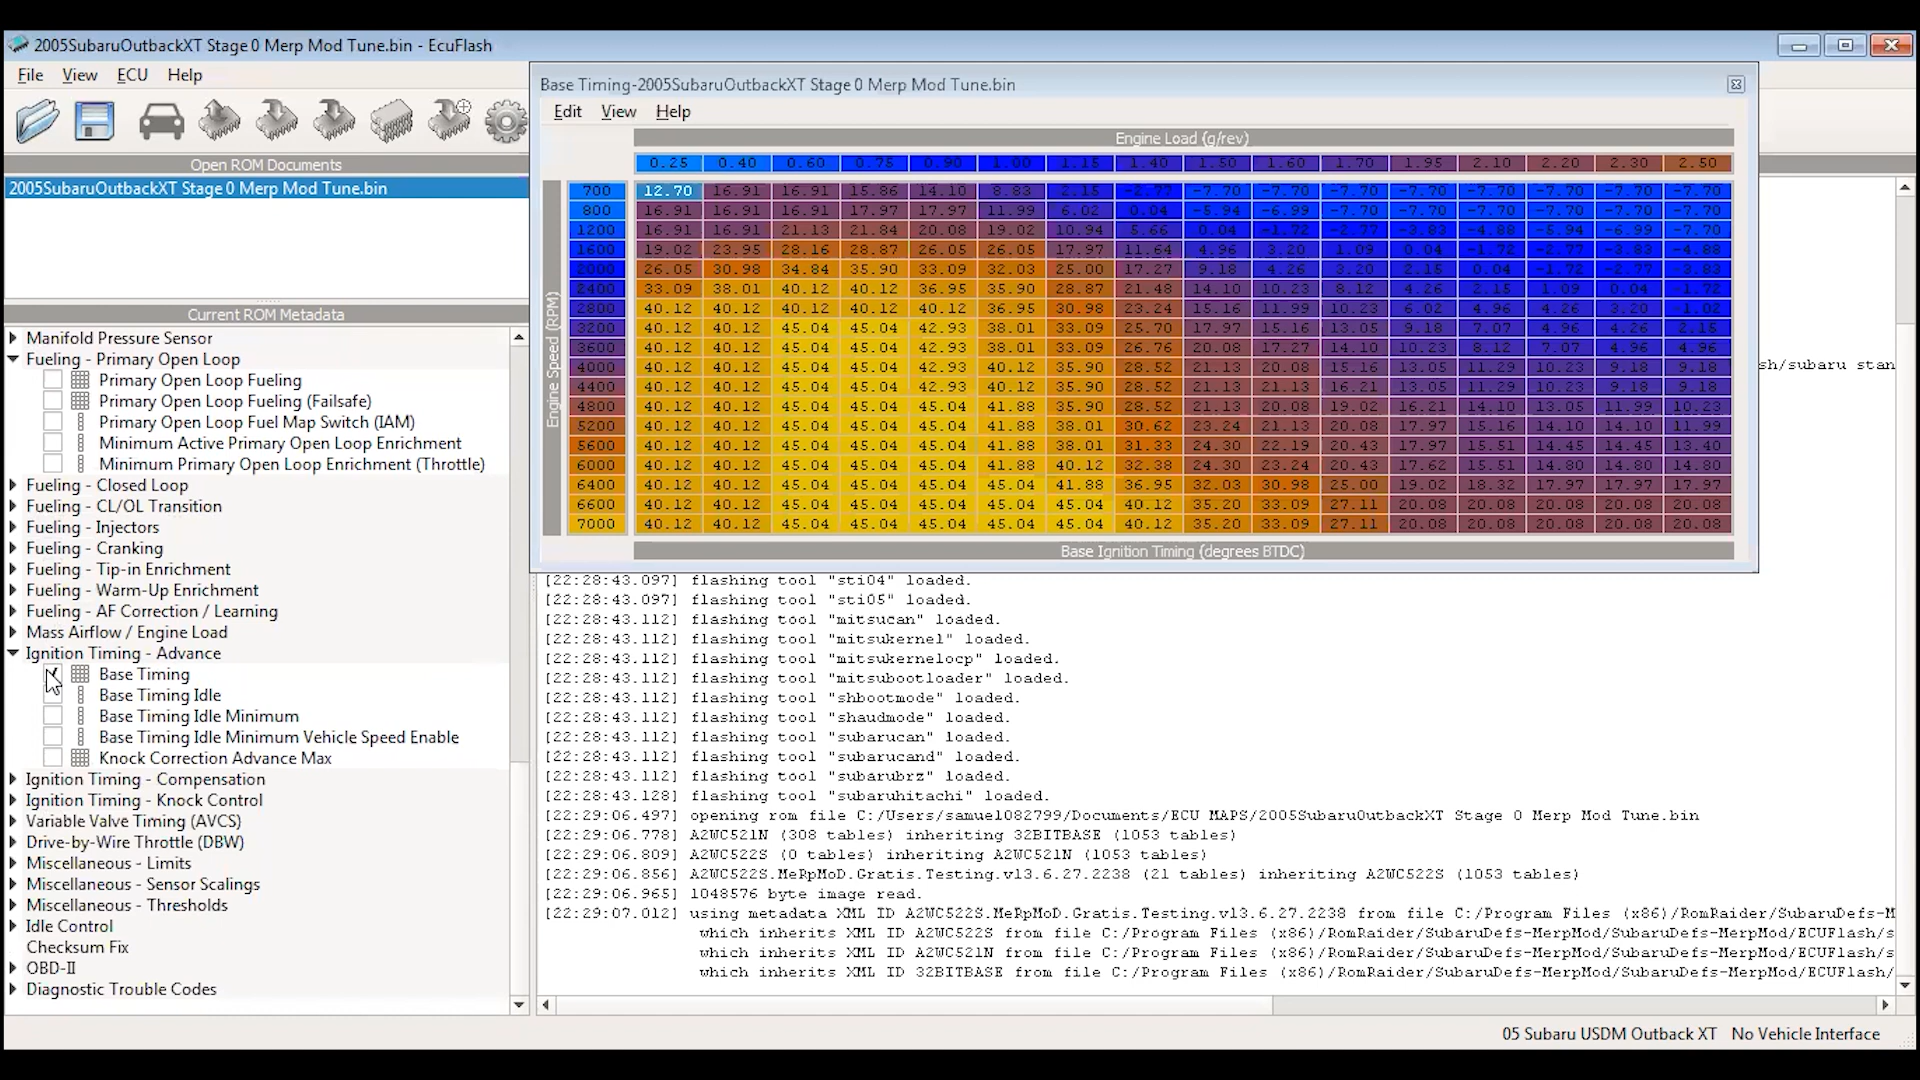 2005SubaruOutbackXT Stage 0 Merp Mod Tune.bin - EcuFlash
File View ECU Help
Open ROM Documents
2005SubaruOutbackXT Stage 0 Merp Mod Tune.bin
Current ROM Metadata
Manifold Pressure Sensor
Fueling - Primary Open Loop
Primary Open Loop Fueling
Primary Open Loop Fueling (Failsafe)
Primary Open Loop Fuel Map Switch (IAM)
Minimum Active Primary Open Loop Enrichment
Minimum Primary Open Loop Enrichment (Throttle)
Fueling - Closed Loop
Fueling - CL/OL Transition
Fueling - Injectors
Fueling - Cranking
Fueling - Tip-in Enrichment
Fueling - Warm-Up Enrichment
Fueling - AF Correction / Learning
Mass Airflow / Engine Load
Ignition Timing - Advance
Base Timing
Base Timing Idle
Base Timing Idle Minimum
Base Timing Idle Minimum Vehicle Speed Enable
Knock Correction Advance Max
Ignition Timing - Compensation
Ignition Timing - Knock Control
Variable Valve Timing (AVCS)
Drive-by-Wire Throttle (DBW)
Miscellaneous - Limits
Miscellaneous - Sensor Scalings
Miscellaneous - Thresholds
Idle Control
Checksum Fix
OBD-II
Diagnostic Trouble Codes
Base Timing-2005SubaruOutbackXT Stage 0 Merp Mod Tune.bin
Edit View Help
Engine Load (g/rev)
0.25 0.40 0.60 0.75 0.90 1.00 1.15 1.40 1.50 1.60 1.70 1.95 2.10 2.20 2.30 2.50
Engine Speed (RPM)
700 12.70 16.91 16.91 15.86 14.10 8.83 2.15 -2.77 -7.70 -7.70 -7.70 -7.70 -7.70 -7.70 -7.70 -7.70
800 16.91 16.91 16.91 17.97 17.97 11.99 6.02 0.04 -5.94 -6.99 -7.70 -7.70 -7.70 -7.70 -7.70 -7.70
1200 16.91 16.91 21.13 21.84 20.08 19.02 10.94 5.66 0.04 -1.72 -2.77 -3.83 -4.88 -5.94 -6.99 -7.70
1600 19.02 23.95 28.16 28.87 26.05 26.05 17.97 11.64 4.96 3.20 1.09 0.04 -1.72 -2.77 -3.83 -4.88
2000 26.05 30.98 34.84 35.90 33.09 32.03 25.00 17.27 9.18 4.26 3.20 2.15 0.04 -1.72 -2.77 -3.83
2400 33.09 38.01 40.12 40.12 36.95 35.90 28.87 21.48 14.10 10.23 8.12 4.26 2.15 1.09 0.04 -1.72
2800 40.12 40.12 40.12 40.12 40.12 36.95 30.98 23.24 15.16 11.99 10.23 6.02 4.96 4.26 3.20 -1.02
3200 40.12 40.12 45.04 45.04 42.93 38.01 33.09 25.70 17.97 15.16 13.05 9.18 7.07 4.96 4.26 2.15
3600 40.12 40.12 45.04 45.04 42.93 38.01 33.09 26.76 20.08 17.27 14.10 10.23 8.12 7.07 4.96 4.96
4000 40.12 40.12 45.04 45.04 42.93 40.12 35.90 28.52 21.13 20.08 15.16 13.05 11.29 10.23 9.18 9.18
4400 40.12 40.12 45.04 45.04 42.93 40.12 35.90 28.52 21.13 21.13 16.21 13.05 11.29 10.23 9.18 9.18
4800 40.12 40.12 45.04 45.04 45.04 41.88 35.90 28.52 21.13 20.08 19.02 16.21 14.10 13.05 11.99 10.23
5200 40.12 40.12 45.04 45.04 45.04 41.88 38.01 30.62 23.24 21.13 20.08 17.97 15.16 14.10 14.10 11.99
5600 40.12 40.12 45.04 45.04 45.04 41.88 38.01 31.33 24.30 22.19 20.43 17.97 15.51 14.45 14.45 13.40
6000 40.12 40.12 45.04 45.04 45.04 41.88 40.12 32.38 24.30 23.24 20.43 17.62 15.51 14.80 14.80 14.80
6400 40.12 40.12 45.04 45.04 45.04 45.04 41.88 36.95 32.03 30.98 25.00 19.02 18.32 17.97 17.97 17.97
6600 40.12 40.12 45.04 45.04 45.04 45.04 45.04 40.12 35.20 33.09 27.11 20.08 20.08 20.08 20.08 20.08
7000 40.12 40.12 45.04 45.04 45.04 45.04 45.04 40.12 35.20 33.09 27.11 20.08 20.08 20.08 20.08 20.08
Base Ignition Timing (degrees BTDC)
sh/subaru stan
[22:28:43.097] flashing tool "sti04" loaded.
[22:28:43.097] flashing tool "sti05" loaded.
[22:28:43.112] flashing tool "mitsucan" loaded.
[22:28:43.112] flashing tool "mitsukernel" loaded.
[22:28:43.112] flashing tool "mitsukernelocp" loaded.
[22:28:43.112] flashing tool "mitsubootloader" loaded.
[22:28:43.112] flashing tool "shbootmode" loaded.
[22:28:43.112] flashing tool "shaudmode" loaded.
[22:28:43.112] flashing tool "subarucan" loaded.
[22:28:43.112] flashing tool "subarucand" loaded.
[22:28:43.112] flashing tool "subarubrz" loaded.
[22:28:43.128] flashing tool "subaruhitachi" loaded.
[22:29:06.497] opening rom file C:/Users/samuel082799/Documents/ECU MAPS/2005SubaruOutbackXT Stage 0 Merp Mod Tune.bin
[22:29:06.778] A2WC521N (308 tables) inheriting 32BITBASE (1053 tables)
[22:29:06.809] A2WC522S (0 tables) inheriting A2WC521N (1053 tables)
[22:29:06.856] A2WC522S.MeRpMoD.Gratis.Testing.v13.6.27.2238 (21 tables) inheriting A2WC522S (1053 tables)
[22:29:06.965] 1048576 byte image read.
[22:29:07.012] using metadata XML ID A2WC522S.MeRpMoD.Gratis.Testing.v13.6.27.2238 from file C:/Program Files (x86)/RomRaider/SubaruDefs-M
which inherits XML ID A2WC522S from file C:/Program Files (x86)/RomRaider/SubaruDefs-MerpMod/SubaruDefs-MerpMod/ECUFlash/s
which inherits XML ID A2WC521N from file C:/Program Files (x86)/RomRaider/SubaruDefs-MerpMod/SubaruDefs-MerpMod/ECUFlash/s
which inherits XML ID 32BITBASE from file C:/Program Files (x86)/RomRaider/SubaruDefs-MerpMod/SubaruDefs-MerpMod/ECUFlash/
05 Subaru USDM Outback XT No Vehicle Interface